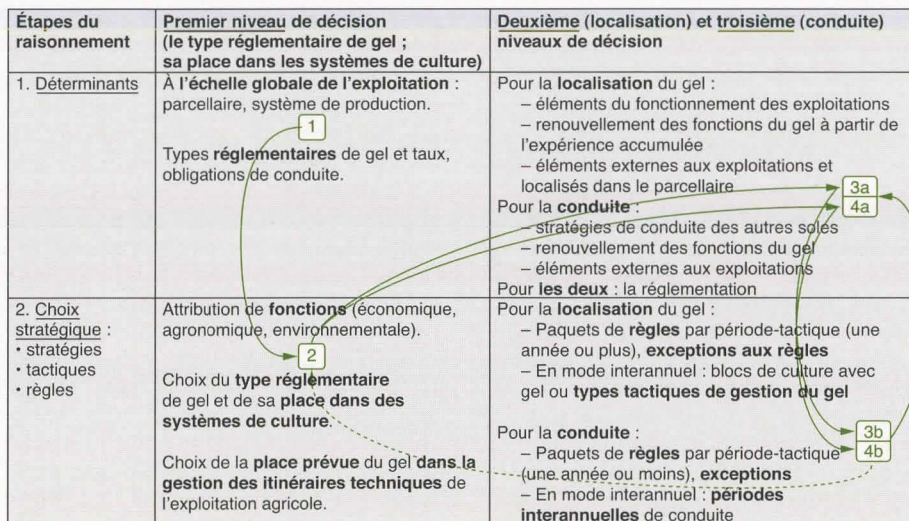 Étapes du
raisonnement
Premier niveau de décision
(le type réglementaire de gel ;
sa place dans les systèmes de culture)
Deuxième (localisation) et troisième (conduite)
niveaux de décision
1. Déterminants
À l'échelle globale de l'exploitation :
parcellaire, système de production.
1
Types réglementaires de gel et taux,
obligations de conduite.
Pour la localisation du gel :
– éléments du fonctionnement des exploitations
– renouvellement des fonctions du gel à partir de
l'expérience accumulée
– éléments externes aux exploitations et
localisés dans le parcellaire
Pour la conduite :
– stratégies de conduite des autres soles
– renouvellement des fonctions du gel
– éléments externes aux exploitations
Pour les deux : la réglementation
3a
4a
2. Choix
stratégique :
• stratégies
• tactiques
• règles
Attribution de fonctions (économique,
agronomique, environnementale).
2
Choix du type réglementaire
de gel et de sa place dans des
systèmes de culture.
Choix de la place prévue du gel dans la
gestion des itinéraires techniques de
l'exploitation agricole.
Pour la localisation du gel :
– Paquets de règles par période-tactique (une
année ou plus), exceptions aux règles
– En mode interannuel : blocs de culture avec
gel ou types tactiques de gestion du gel
Pour la conduite :
– Paquets de règles par période-tactique
(une année ou moins), exceptions
– En mode interannuel : périodes
interannuelles de conduite
3b
4b